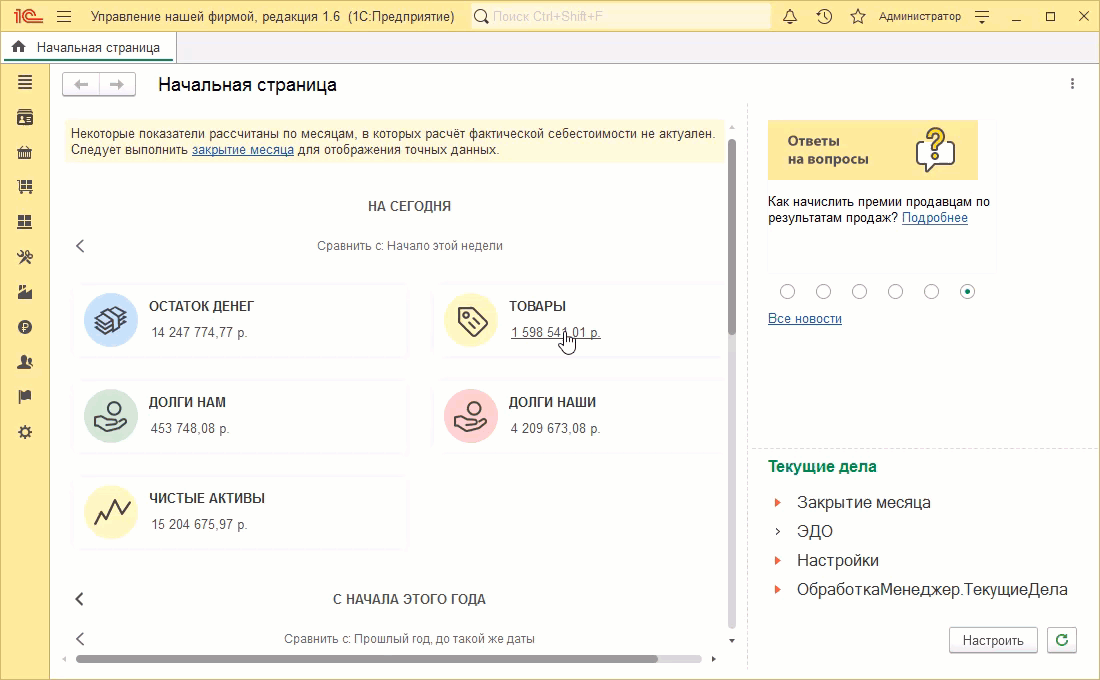 1С Управление нашей фирмой, редакция 1.6 (1С:Предприятие)
Поиск Ctrl+Shift+F
Администратор
Начальная страница
Начальная страница
Некоторые показатели рассчитаны по месяцам, в которых расчёт фактической себестоимости не актуален.
Следует выполнить закрытие месяца для отображения точных данных.
НА СЕГОДНЯ
Сравнить с: Начало этой недели
ОСТАТОК ДЕНЕГ
14 247 774,77 р.
ТОВАРЫ
1 598 541,01 р.
ДОЛГИ НАМ
453 748,08 р.
ДОЛГИ НАШИ
4 209 673,08 р.
ЧИСТЫЕ АКТИВЫ
15 204 675,97 р.
С НАЧАЛА ЭТОГО ГОДА
Сравнить с: Прошлый год, до такой же даты
Ответы
на вопросы
Как начислить премии продавцам по
результатам продаж? Подробнее
Все новости
Текущие дела
Закрытие месяца
ЭДО
Настройки
ОбработкаМенеджер.ТекущиеДела
Настроить